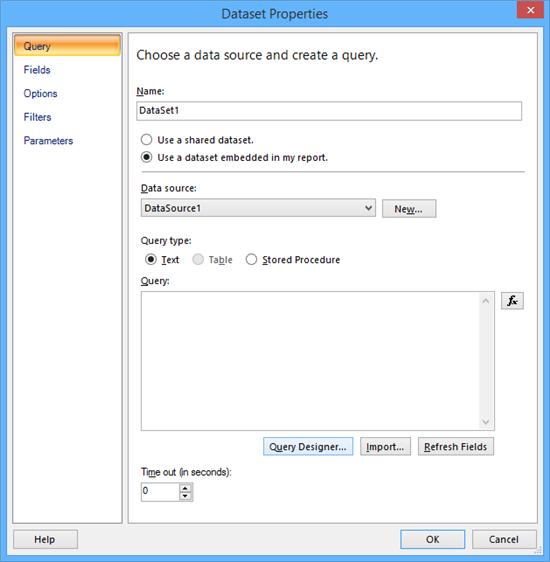 Dataset Properties
Query
Fields
Options
Filters
Parameters
Choose a data source and create a query.
Name:
DataSet1
Use a shared dataset.
Use a dataset embedded in my report.
Data source:
DataSource1
New...
Query type:
Text
Table
Stored Procedure
Query:
fx
Query Designer...
Import...
Refresh Fields
Time out (in seconds):
0
Help
OK
Cancel